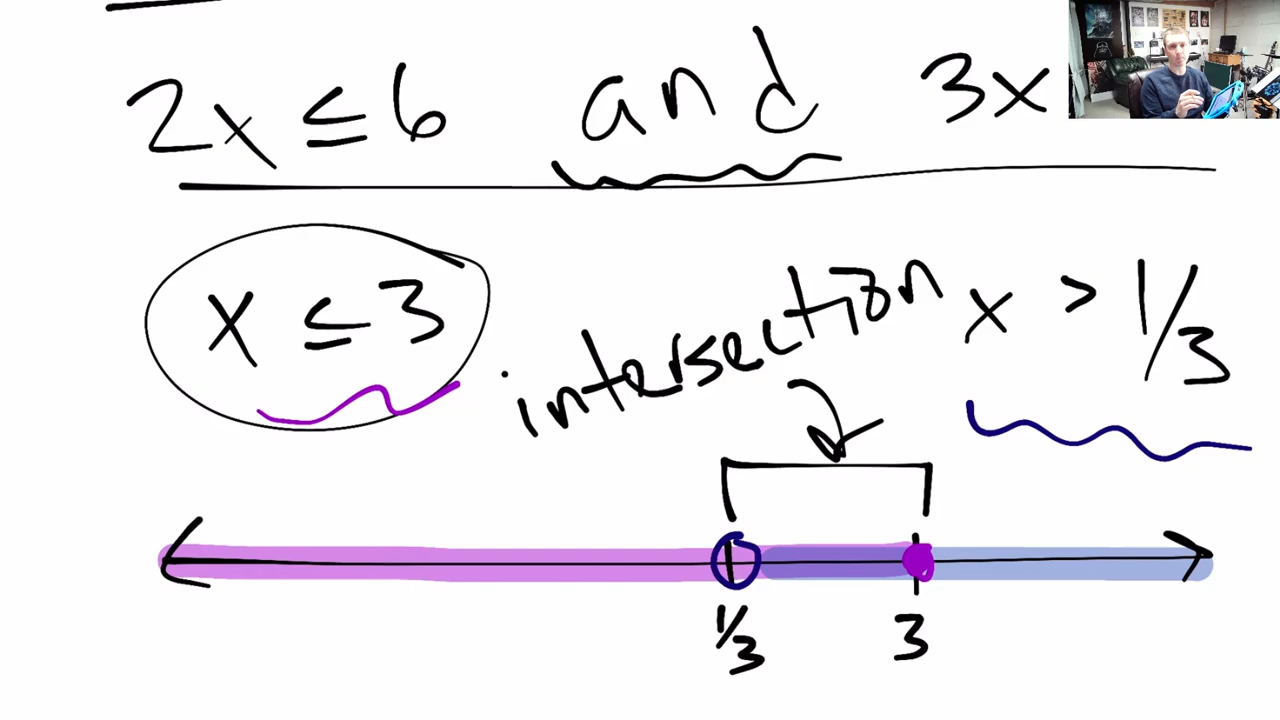 2x ≤ 6 and 3x
x ≤ 3 intersection x > 1/3
1/3 3